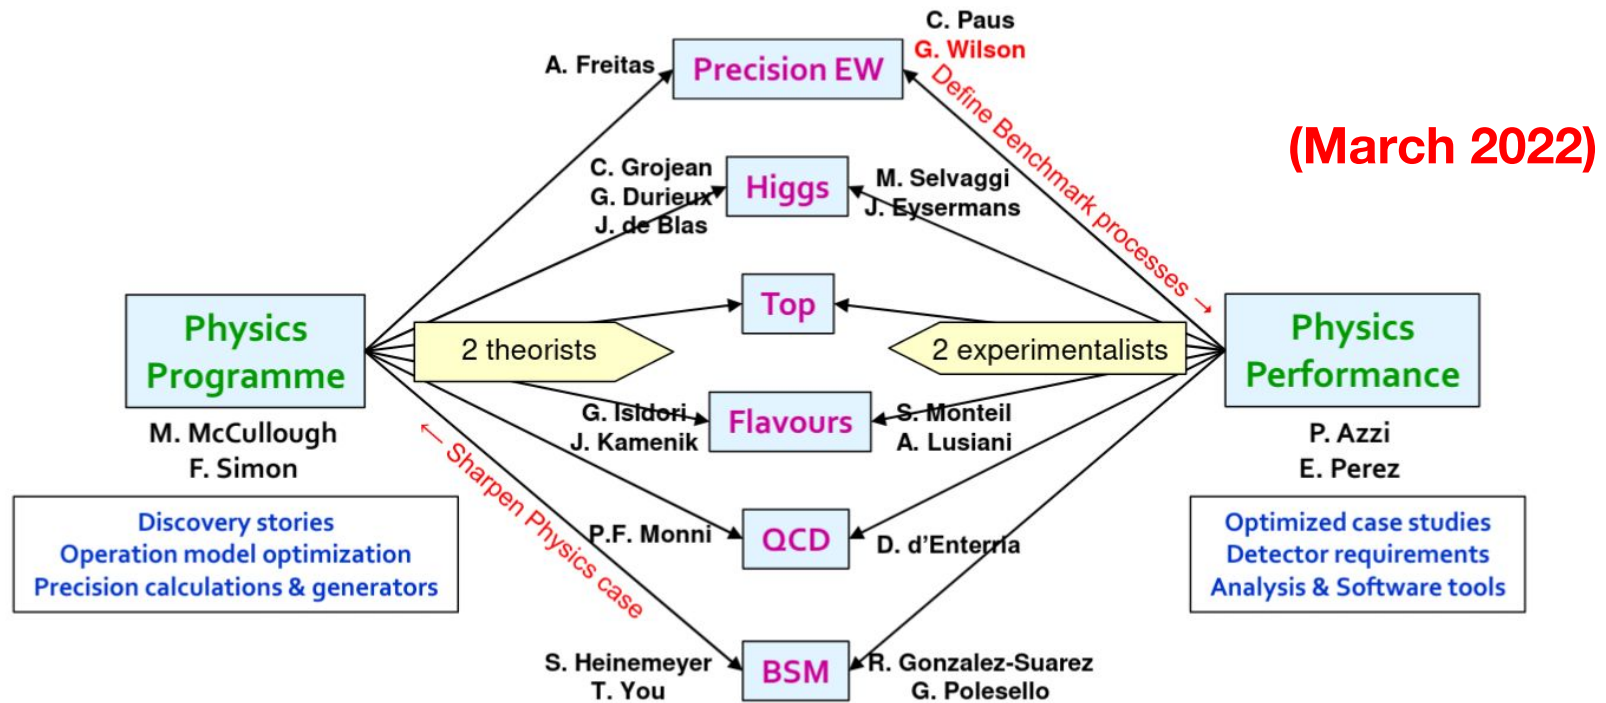 C. Paus
G. Wilson
A. Freitas
Precision EW
Define Benchmark processes →
(March 2022)
C. Grojean
G. Durieux
J. de Blas
Higgs
M. Selvaggi
J. Eysermans
Top
Physics
Programme
2 theorists
2 experimentalists
Physics
Performance
M. McCullough
F. Simon
G. Isidori
J. Kamenik
Flavours
S. Monteil
A. Lusiani
P. Azzi
E. Perez
← Sharpen Physics case
Discovery stories
Operation model optimization
Precision calculations & generators
P.F. Monni
QCD
D. d'Enterria
Optimized case studies
Detector requirements
Analysis & Software tools
S. Heinemeyer
T. You
BSM
R. Gonzalez-Suarez
G. Polesello